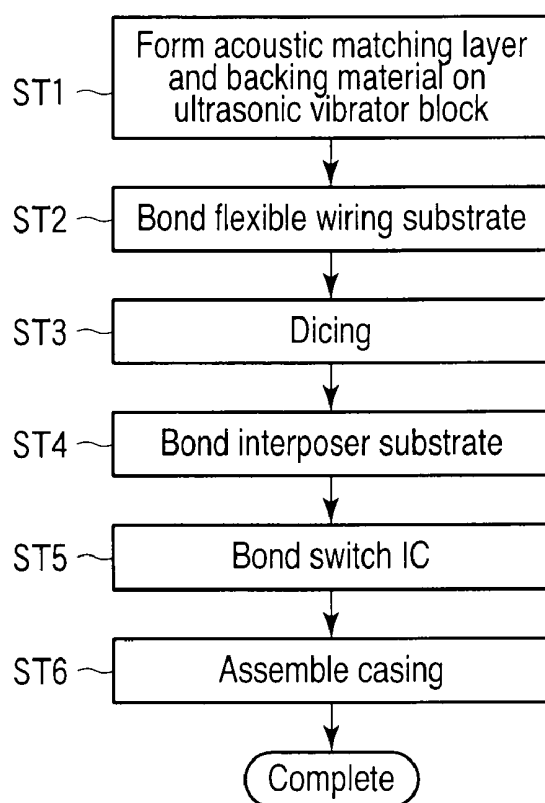 ST1
Form acoustic matching layer
and backing material on
ultrasonic vibrator block
ST2
Bond flexible wiring substrate
ST3
Dicing
ST4
Bond interposer substrate
ST5
Bond switch IC
ST6
Assemble casing
Complete